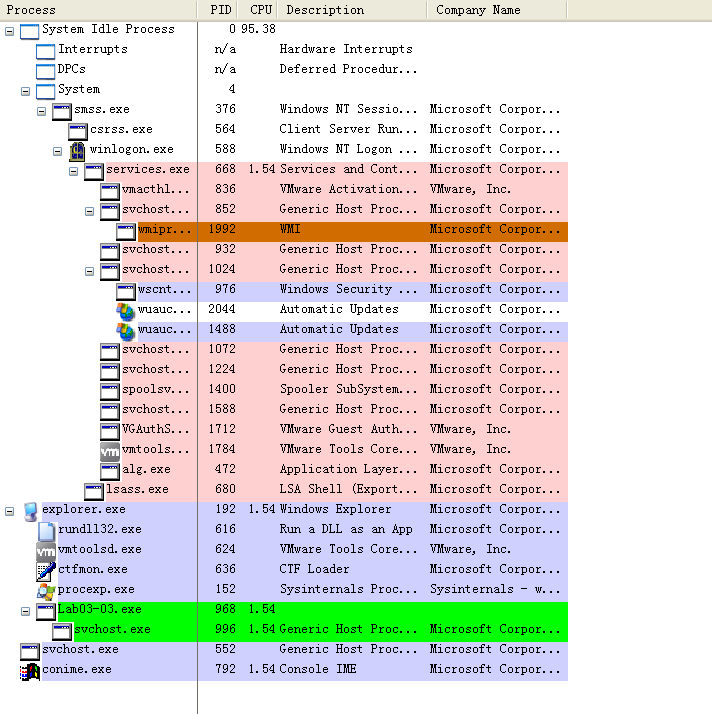 Process PID CPU Description Company Name
System Idle Process 0 95.38
Interrupts n/a Hardware Interrupts
DPCs n/a Deferred Procedur...
System 4
smss.exe 376 Windows NT Sessio... Microsoft Corpor...
csrss.exe 564 Client Server Run... Microsoft Corpor...
winlogon.exe 588 Windows NT Logon ... Microsoft Corpor...
services.exe 668 1.54 Services and Cont... Microsoft Corpor...
vmacthl... 836 VMware Activation... VMware, Inc.
svchost... 852 Generic Host Proc... Microsoft Corpor...
wmipr... 1992 WMI Microsoft Corpor...
svchost... 932 Generic Host Proc... Microsoft Corpor...
svchost... 1024 Generic Host Proc... Microsoft Corpor...
wscnt... 976 Windows Security ... Microsoft Corpor...
wuauc... 2044 Automatic Updates Microsoft Corpor...
wuauc... 1488 Automatic Updates Microsoft Corpor...
svchost... 1072 Generic Host Proc... Microsoft Corpor...
svchost... 1224 Generic Host Proc... Microsoft Corpor...
spoolsv... 1400 Spooler SubSystem... Microsoft Corpor...
svchost... 1588 Generic Host Proc... Microsoft Corpor...
VGAuthS... 1712 VMware Guest Auth... VMware, Inc.
vmtools... 1784 VMware Tools Core... VMware, Inc.
alg.exe 472 Application Layer... Microsoft Corpor...
lsass.exe 680 LSA Shell (Export... Microsoft Corpor...
explorer.exe 192 1.54 Windows Explorer Microsoft Corpor...
rundll32.exe 616 Run a DLL as an App Microsoft Corpor...
vmtoolsd.exe 624 VMware Tools Core... VMware, Inc.
ctfmon.exe 636 CTF Loader Microsoft Corpor...
procexp.exe 152 Sysinternals Proc... Sysinternals - w...
Lab03-03.exe 968 1.54
svchost.exe 996 1.54 Generic Host Proc... Microsoft Corpor...
svchost.exe 552 Generic Host Proc... Microsoft Corpor...
conime.exe 792 1.54 Console IME Microsoft Corpor...